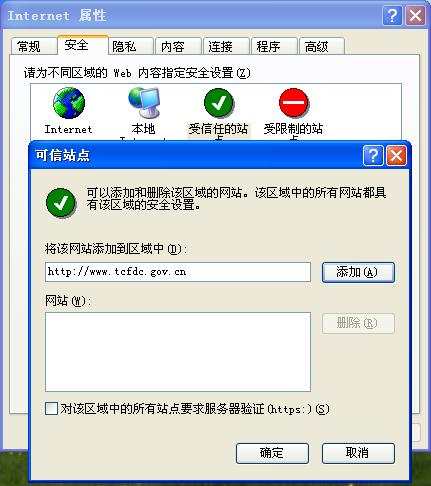 Internet 属性
常规 安全 隐私 内容 连接 程序 高级
请为不同区域的 Web 内容指定安全设置(Z)
Internet 本地 受信任的站 受限制的站
可信站点
可以添加和删除该区域的网站。该区域中的所有网站都具
有该区域的安全设置。
将该网站添加到区域中(D):
http://www.tcfdc.gov.cn 添加(A)
网站(W):
删除(R)
对该区域中的所有站点要求服务器验证(https:)(S)
确定 取消